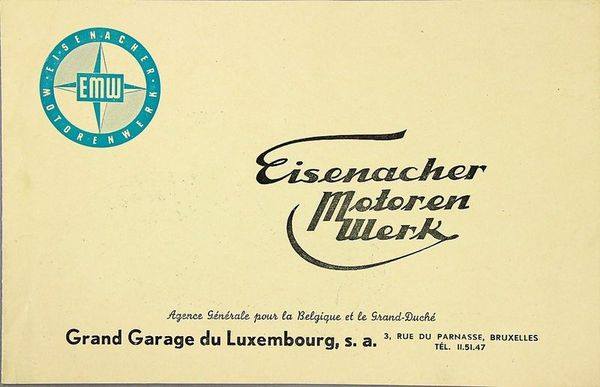 EISENACHER
EMW
MOTORENWERK
Eisenacher
Motoren
Werk
Agence Générale pour la Belgique et le Grand-Duché
Grand Garage du Luxembourg, s. a. 3, RUE DU PARNASSE, BRUXELLES
TÉL. 11.51.47